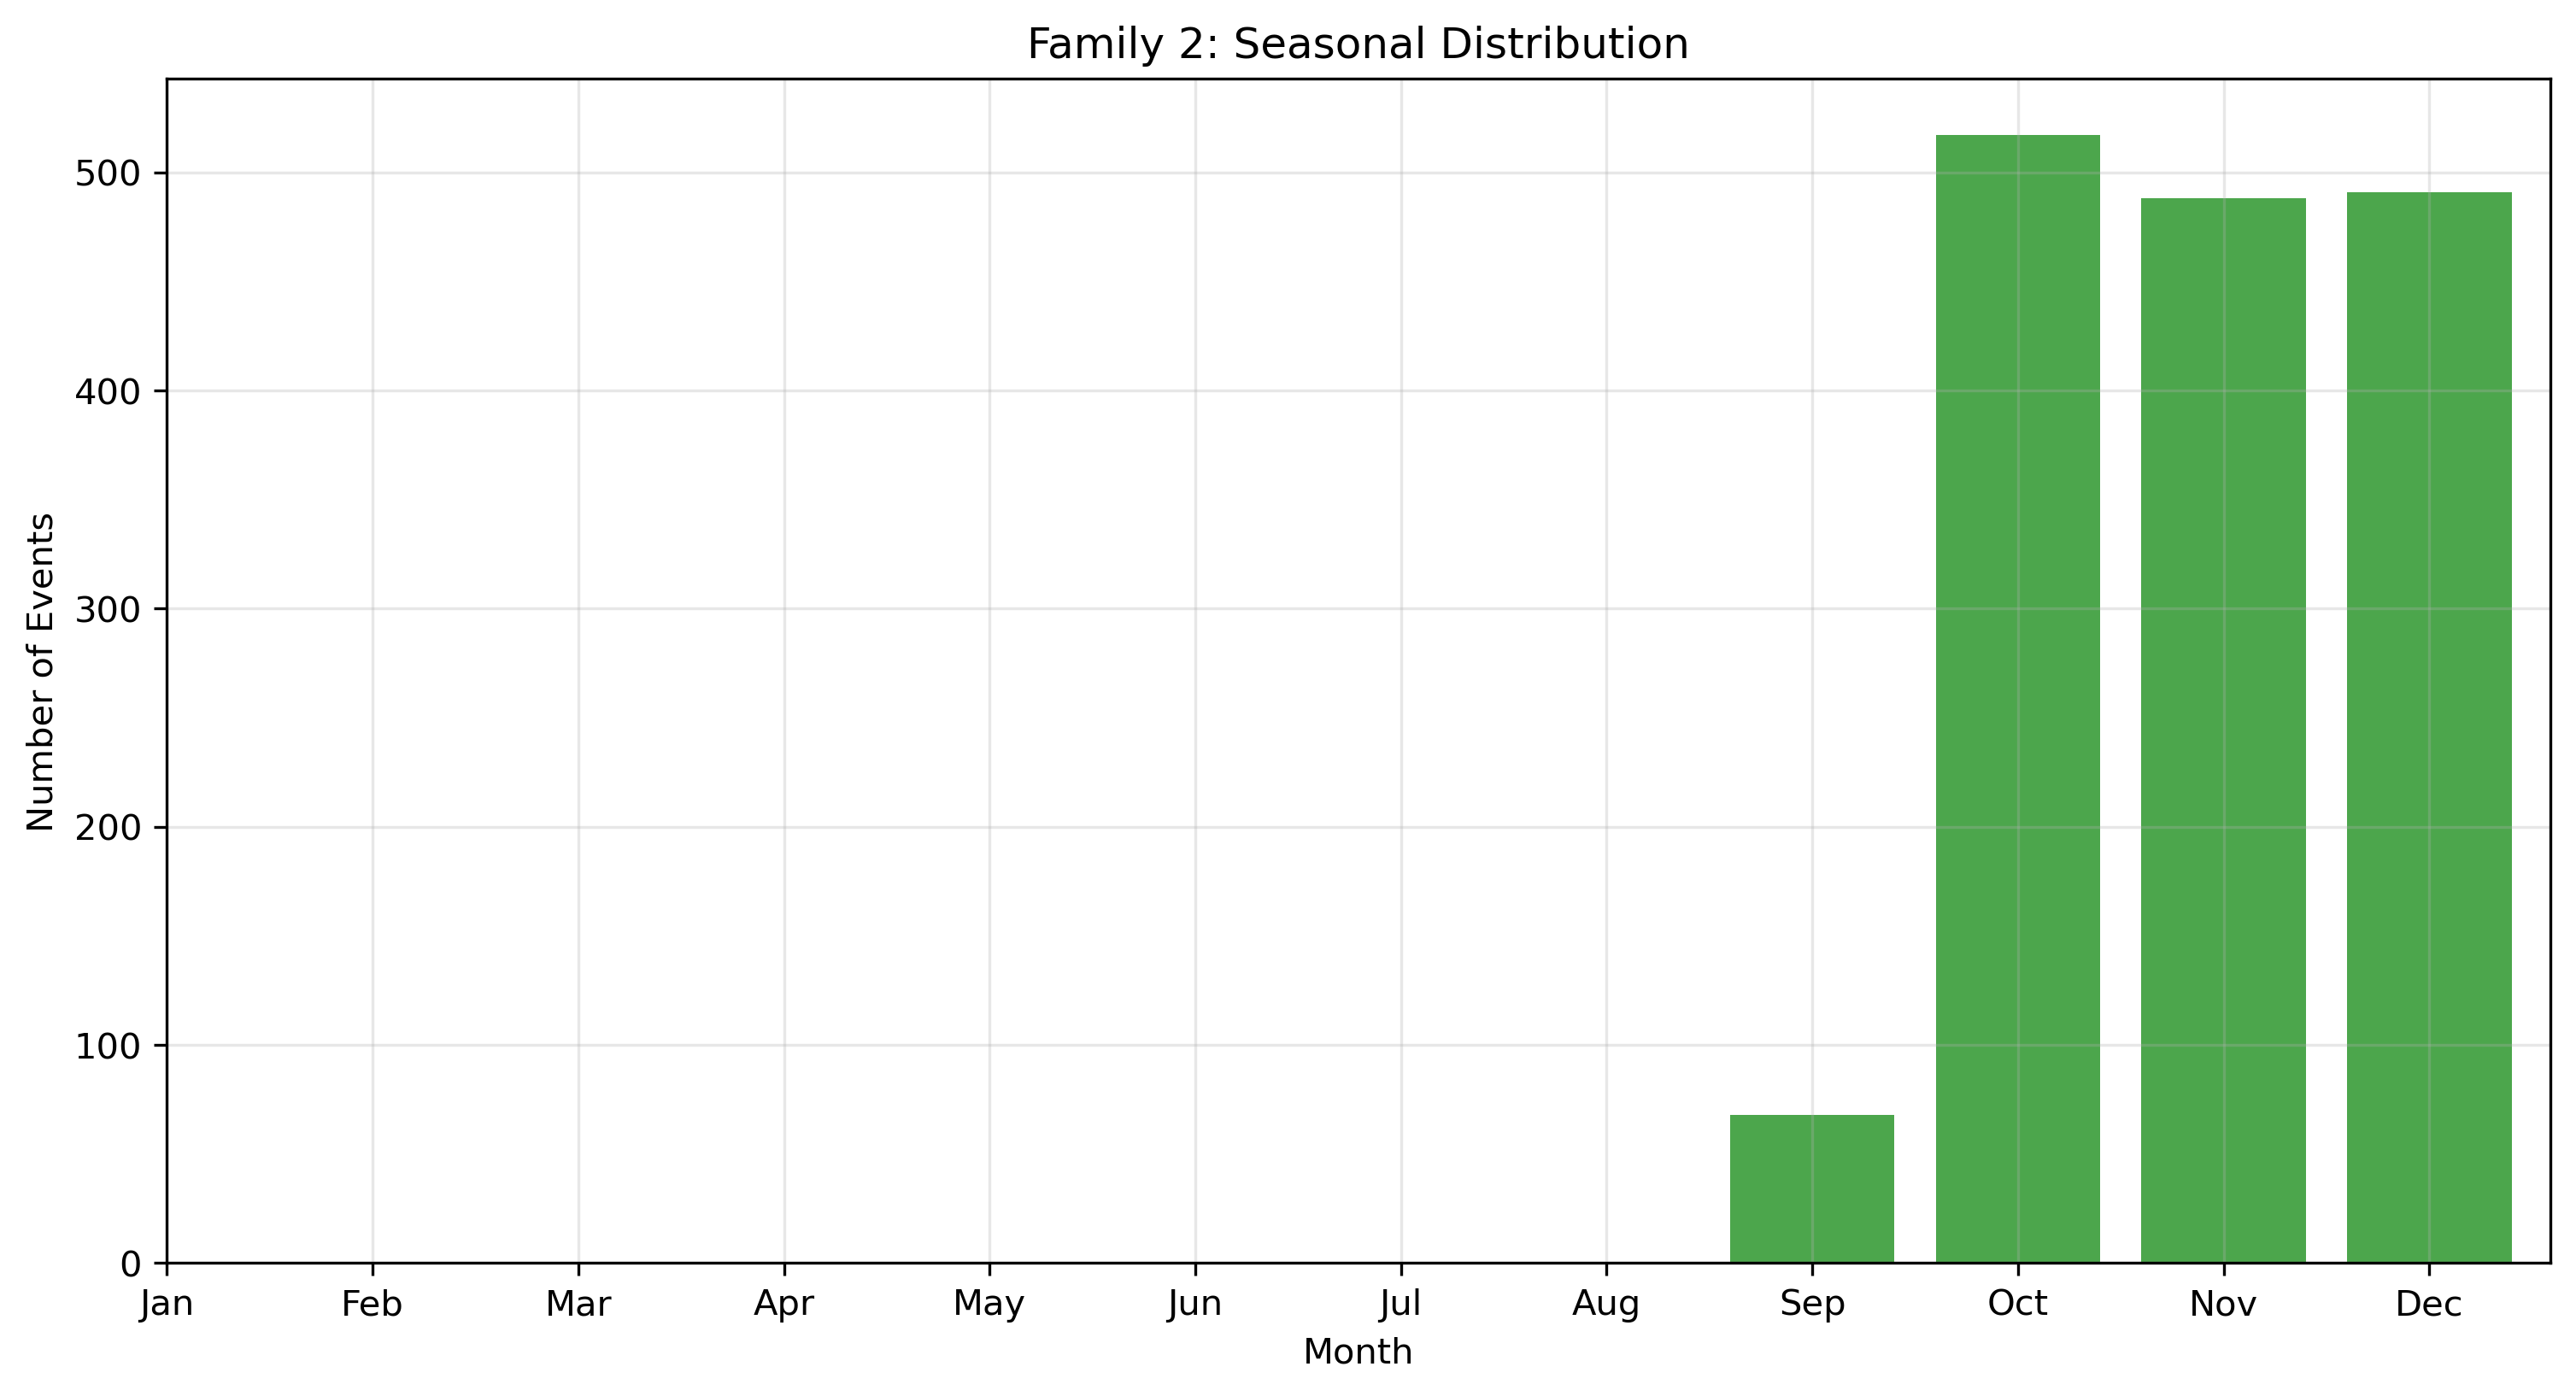 Family 2: Seasonal Distribution
Number of Events
500
400
300
200
100
0
Jan Feb Mar Apr May Jun Jul Aug Sep Oct Nov Dec
Month